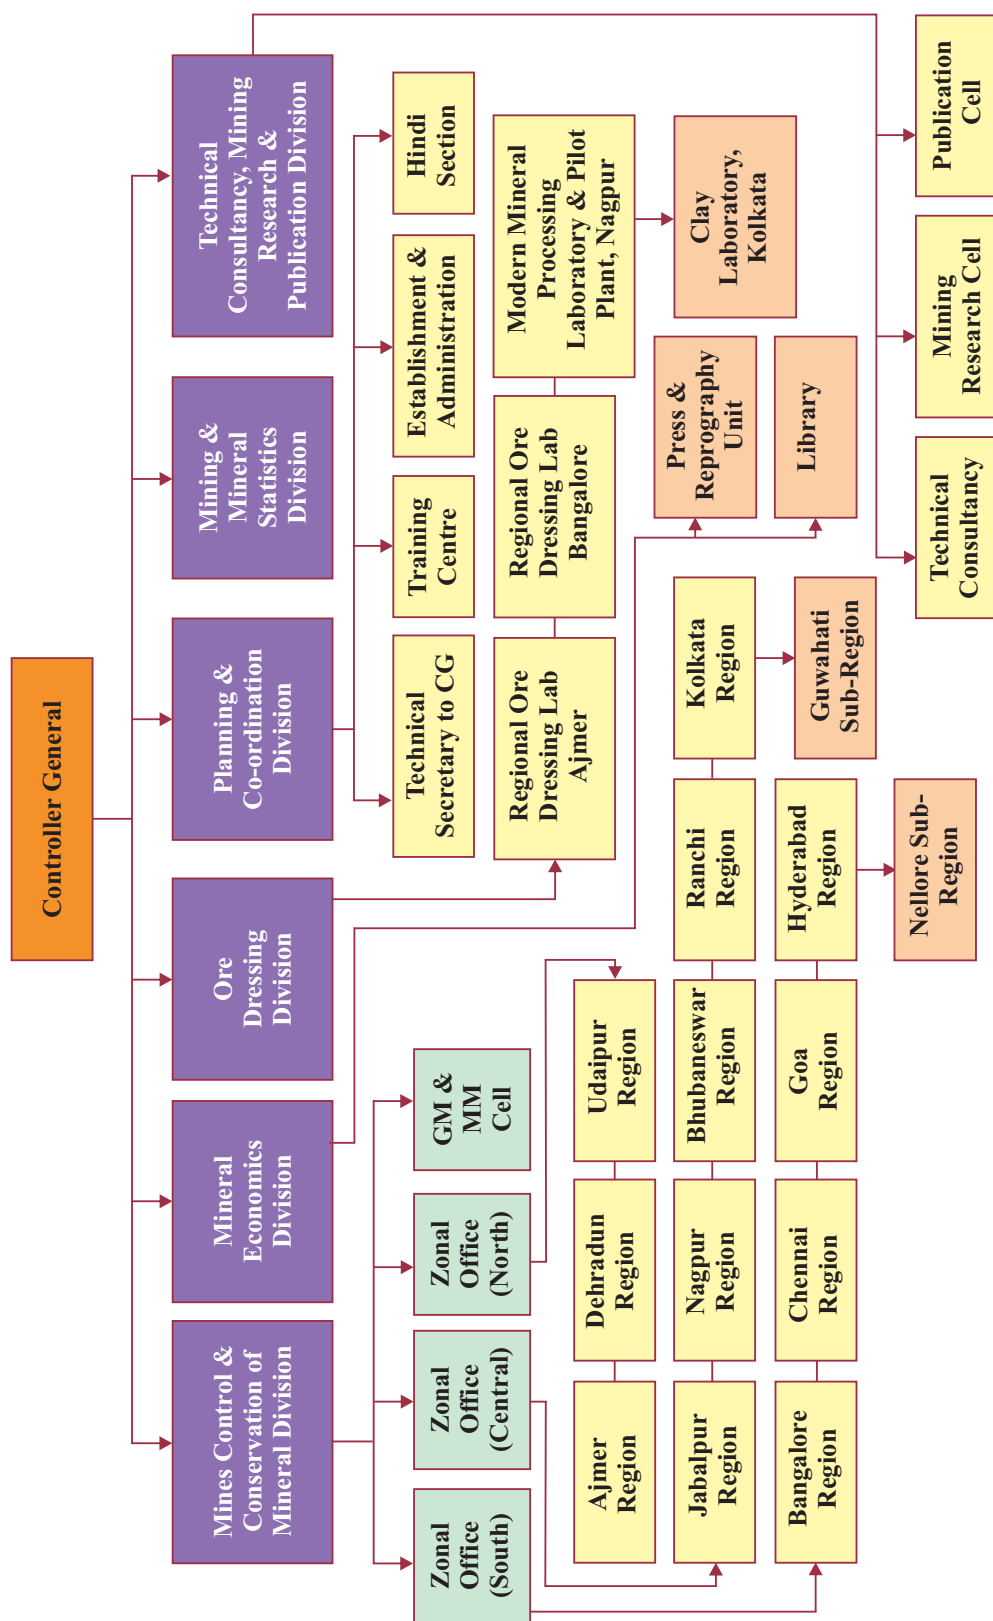 Controller General
Mines Control &
Conservation of
Mineral Division
Mineral
Economics
Division
Ore
Dressing
Division
Planning &
Co-ordination
Division
Mining &
Mineral
Statistics
Division
Technical
Consultancy, Mining
Research &
Publication Division
Zonal
Office
(South)
Zonal
Office
(Central)
Zonal
Office
(North)
GM &
MM
Cell
Technical
Secretary to CG
Training
Centre
Establishment &
Administration
Hindi
Section
Regional Ore
Dressing Lab
Ajmer
Regional Ore
Dressing Lab
Bangalore
Modern Mineral
Processing
Laboratory & Pilot
Plant, Nagpur
Ajmer
Region
Dehradun
Region
Udaipur
Region
Press &
Reprography
Unit
Clay
Laboratory,
Kolkata
Jabalpur
Region
Nagpur
Region
Bhubaneswar
Region
Ranchi
Region
Kolkata
Region
Library
Bangalore
Region
Chennai
Region
Goa
Region
Hyderabad
Region
Guwahati
Sub-Region
Nellore Sub-
Region
Technical
Consultancy
Mining
Research Cell
Publication
Cell